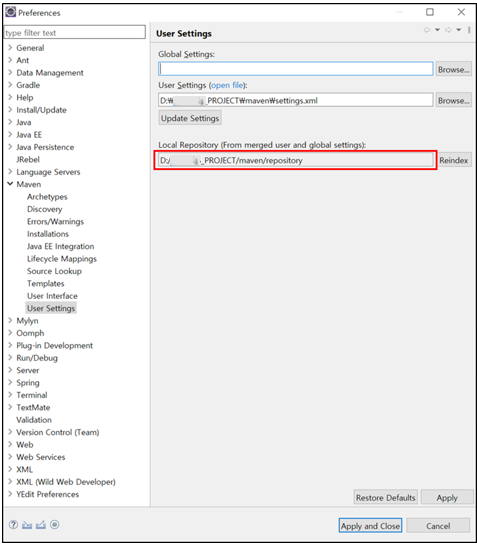 Preferences
type filter text
General
Ant
Data Management
Gradle
Help
Install/Update
Java
Java EE
Java Persistence
JRebel
Language Servers
Maven
Archetypes
Discovery
Errors/Warnings
Installations
Java EE Integration
Lifecycle Mappings
Source Lookup
Templates
User Interface
User Settings
Mylyn
Oomph
Plug-in Development
Run/Debug
Server
Spring
Terminal
TextMate
Validation
Version Control (Team)
Web
Web Services
XML
XML (Wild Web Developer)
YEdit Preferences
User Settings
Global Settings:
Browse...
User Settings (open file):
D:₩ _PROJECT₩maven₩settings.xml
Browse...
Update Settings
Local Repository (From merged user and global settings):
D:/ _PROJECT/maven/repository
Reindex
Restore Defaults Apply
Apply and Close Cancel